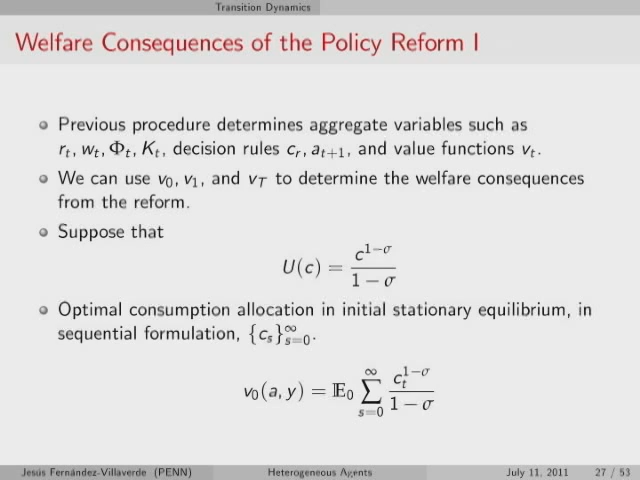 Transition Dynamics
Welfare Consequences of the Policy Reform I
Previous procedure determines aggregate variables such as
r_t, w_t, Φ_t, K_t, decision rules c_r, a_{t+1}, and value functions v_t.
We can use v_0, v_1, and v_T to determine the welfare consequences
from the reform.
Suppose that
U(c) = \frac{c^{1−σ}}{1 − σ}
Optimal consumption allocation in initial stationary equilibrium, in
sequential formulation, {c_s}_{s=0}^∞.
v_0(a, y) = 𝔼_0 \sum_{s=0}^{∞} \frac{c_t^{1−σ}}{1 − σ}
Jesús Fernández-Villaverde (PENN) Heterogeneous Agents July 11, 2011 27 / 53